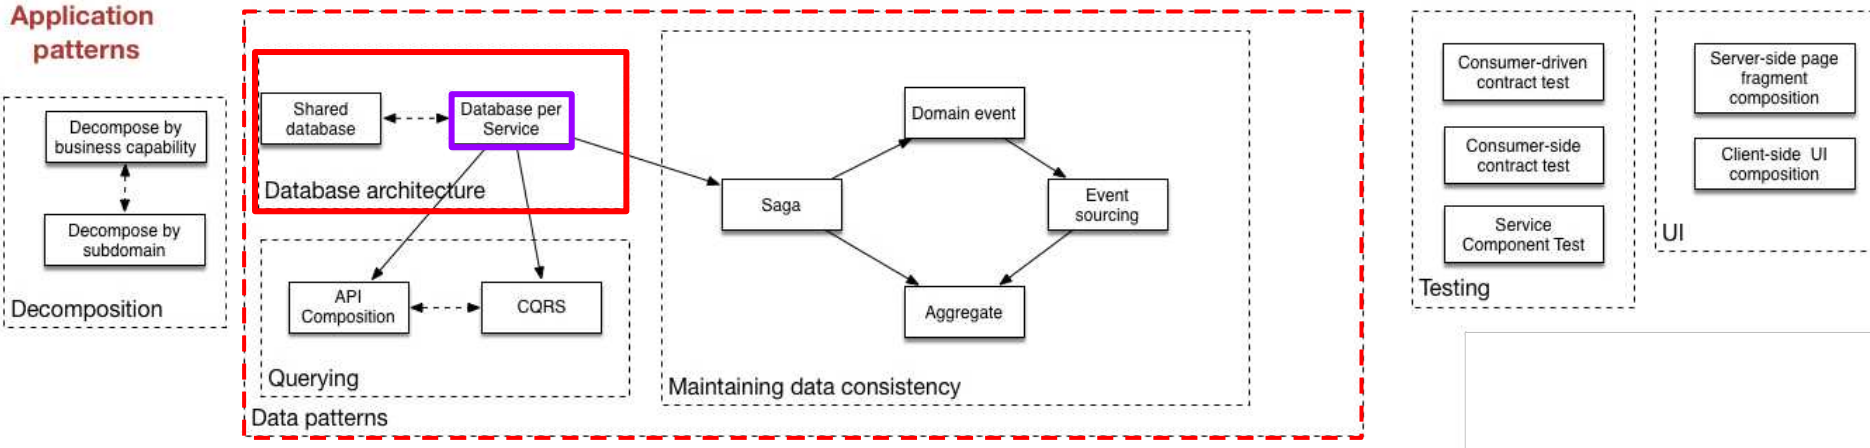 Application
patterns
Decompose by
business capability
Decompose by
subdomain
Decomposition
Shared
database
Database per
Service
Database architecture
API
Composition
CQRS
Querying
Data patterns
Domain event
Saga
Event
sourcing
Aggregate
Maintaining data consistency
Consumer-driven
contract test
Consumer-side
contract test
Service
Component Test
Testing
Server-side page
fragment
composition
Client-side UI
composition
UI